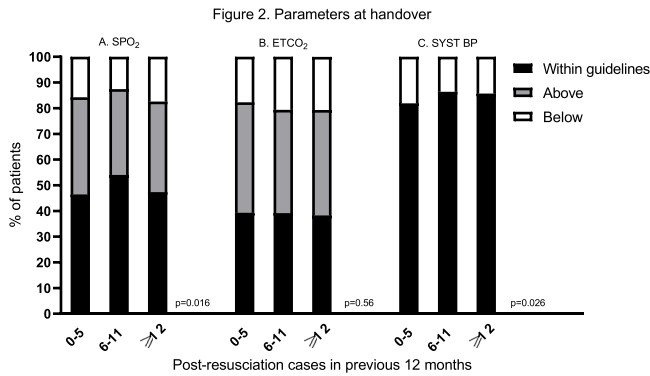 Figure 2. Parameters at handover
A. SPO2
B. ETCO2
C. SYST BP
Within guidelines
Above
Below
% of patients
100
90
80
70
60
50
40
30
20
10
0
p=0.016
p=0.56
p=0.026
0-5
6-11
⩾12
0-5
6-11
⩾12
0-5
6-11
⩾12
Post-resusciation cases in previous 12 months